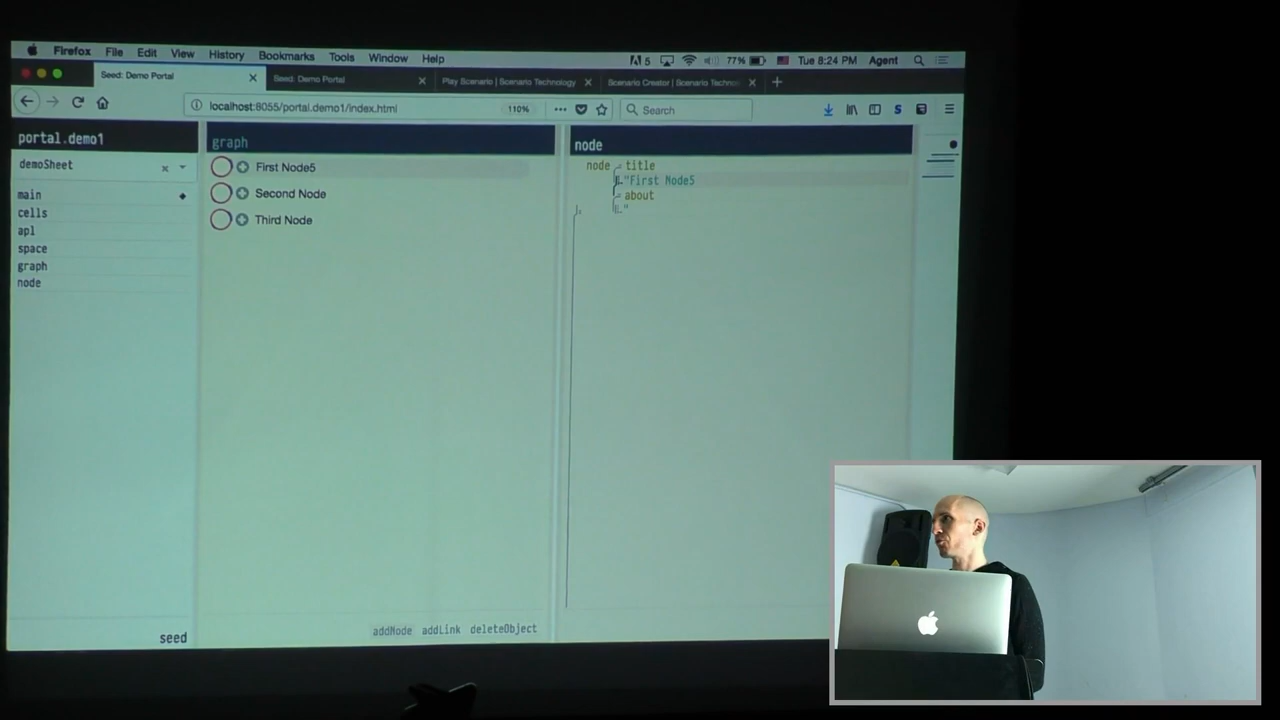 Firefox File Edit View History Bookmarks Tools Window Help
5 77% Tue 8:24 PM Agent
Seed: Demo Portal
Seed: Demo Portal
Play Scenario | Scenario Technology
Scenario Creator | Scenario Techno
localhost:8055/portal.demo1/index.html
110%
Search
S
portal.demo1
demoSheet
main
cells
apl
space
graph
node
seed
graph
First Node5
Second Node
Third Node
addNode addLink deleteObject
node
node title
"First Node5
about
"